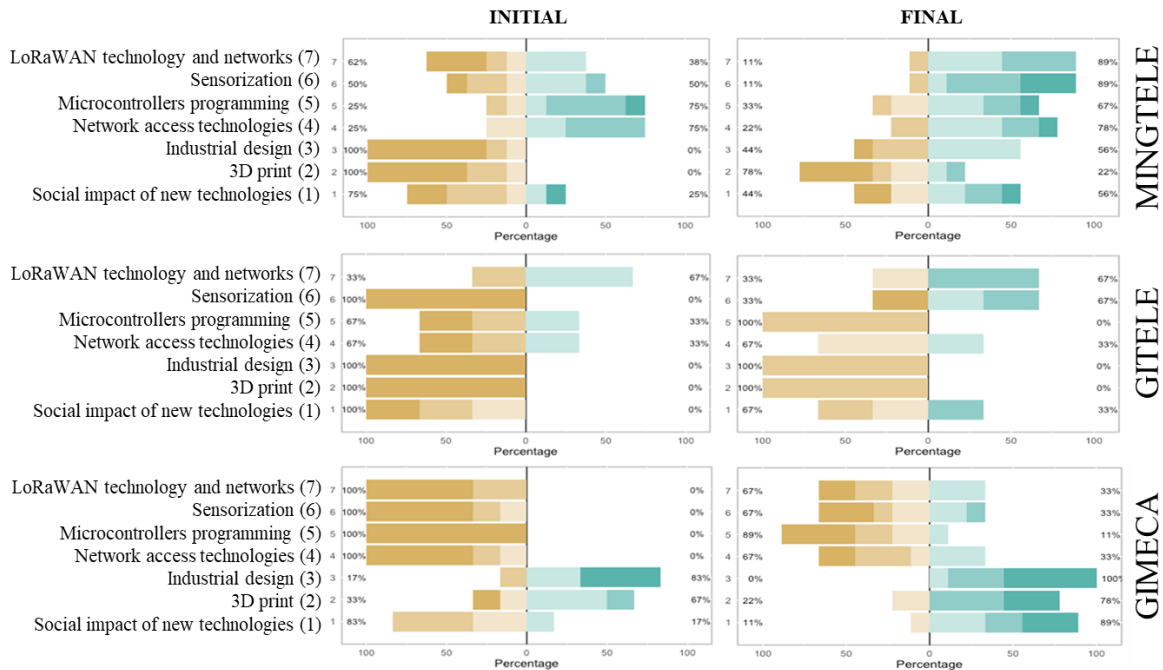 INITIAL FINAL
LoRaWAN technology and networks (7) 7 62% 38% 7 11% 89%
Sensorization (6) 6 50% 50% 6 11% 89%
Microcontrollers programming (5) 5 25% 75% 5 33% 67%
Network access technologies (4) 4 25% 75% 4 22% 78%
Industrial design (3) 3 100% 0% 3 44% 56%
3D print (2) 2 100% 0% 2 78% 22%
Social impact of new technologies (1) 1 75% 25% 1 44% 56%
100 50 0 50 100 100 50 0 50 100
Percentage Percentage
MINGTELE
LoRaWAN technology and networks (7) 7 33% 67% 7 33% 67%
Sensorization (6) 6 100% 0% 6 33% 67%
Microcontrollers programming (5) 5 67% 33% 5 100% 0%
Network access technologies (4) 4 67% 33% 4 67% 33%
Industrial design (3) 3 100% 0% 3 100% 0%
3D print (2) 2 100% 0% 2 100% 0%
Social impact of new technologies (1) 1 100% 0% 1 67% 33%
100 50 0 50 100 100 50 0 50 100
Percentage Percentage
GITELE
LoRaWAN technology and networks (7) 7 100% 0% 7 67% 33%
Sensorization (6) 6 100% 0% 6 67% 33%
Microcontrollers programming (5) 5 100% 0% 5 89% 11%
Network access technologies (4) 4 100% 0% 4 67% 33%
Industrial design (3) 3 17% 83% 3 0% 100%
3D print (2) 2 33% 67% 2 22% 78%
Social impact of new technologies (1) 1 83% 17% 1 11% 89%
100 50 0 50 100 100 50 0 50 100
Percentage Percentage
GIMECA